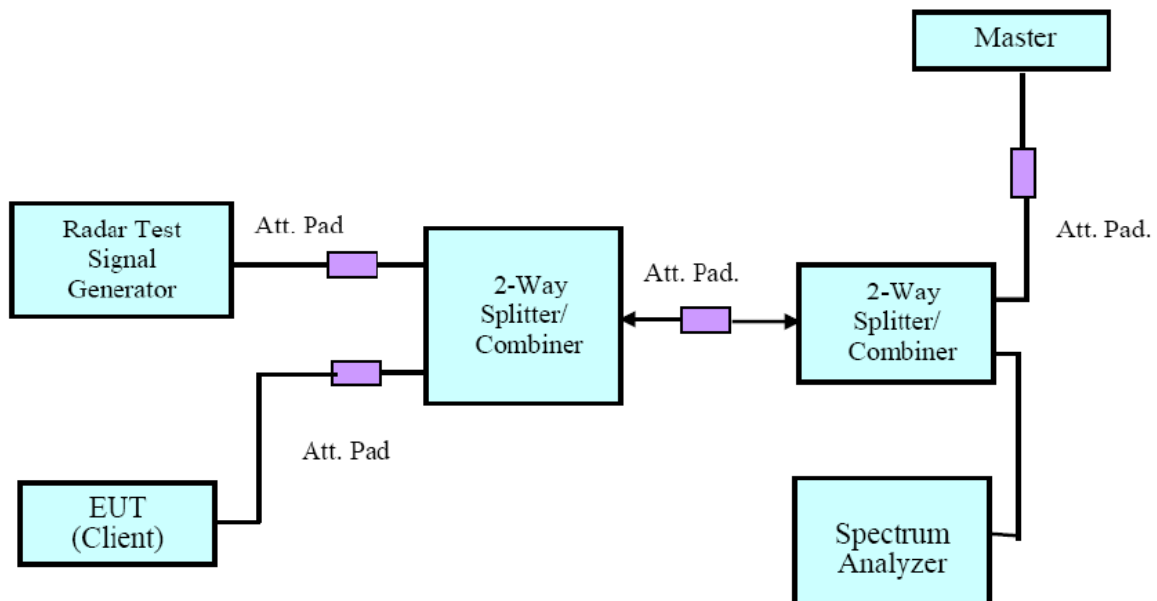 Master
Att. Pad.
Radar Test
Signal
Generator
Att. Pad
2-Way
Splitter/
Combiner
Att. Pad.
2-Way
Splitter/
Combiner
Att. Pad
EUT
(Client)
Spectrum
Analyzer